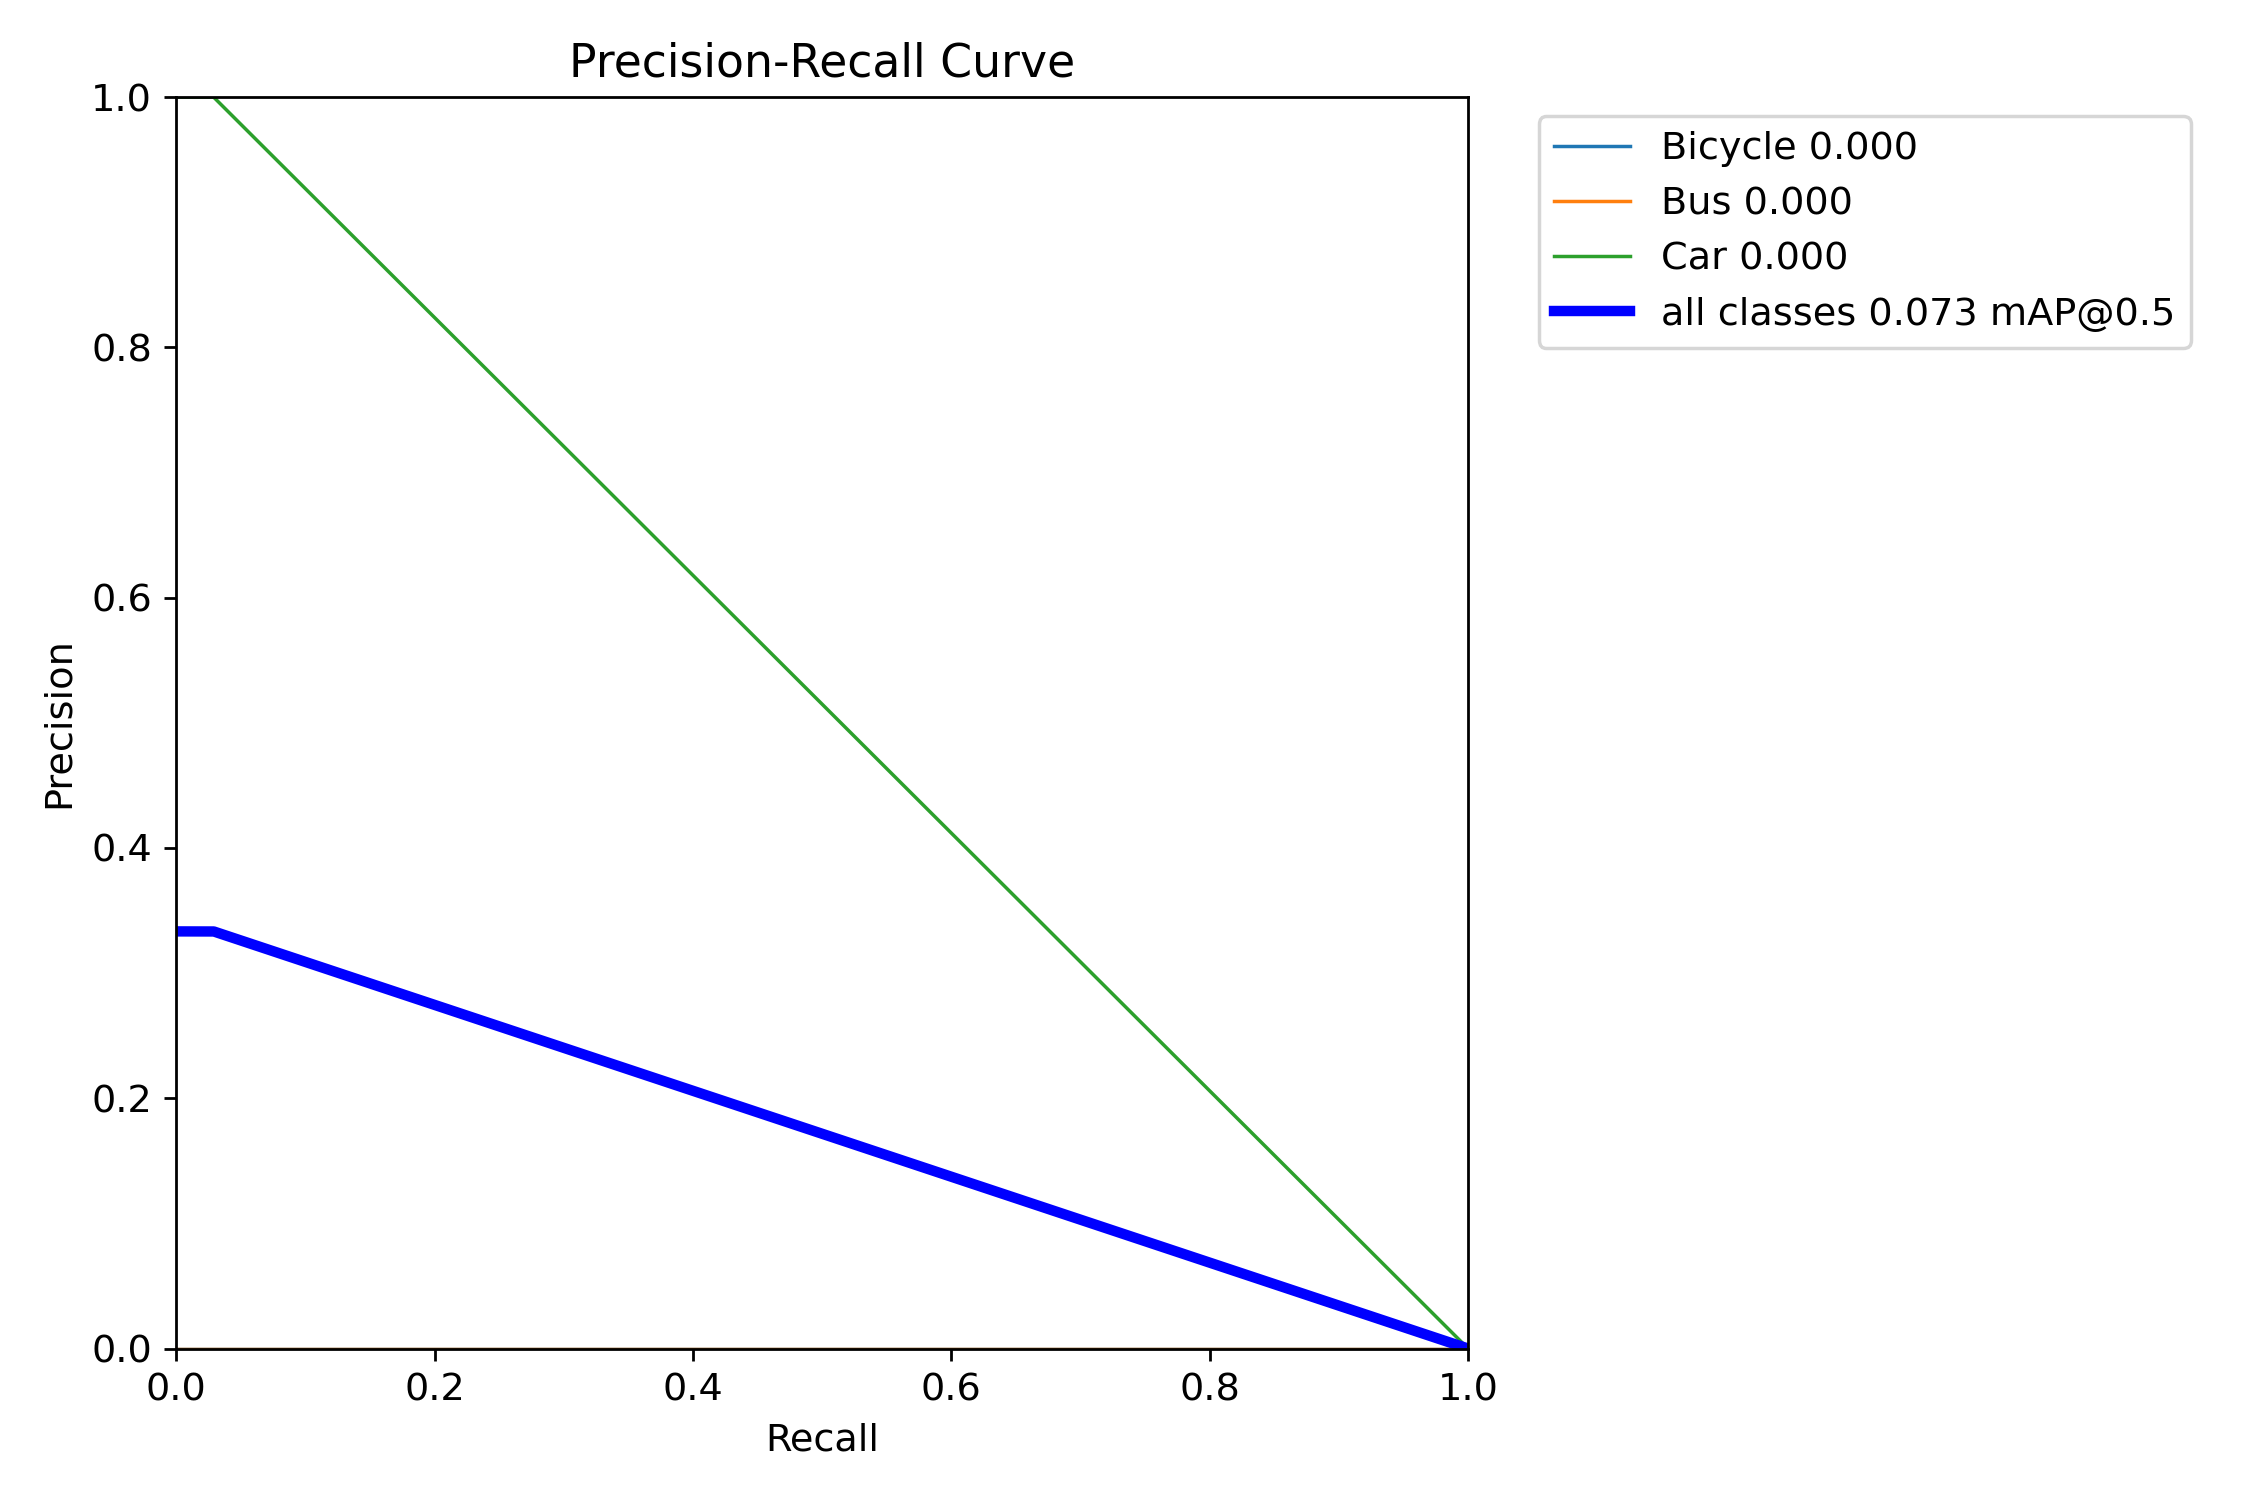 Precision-Recall Curve
1.0
0.8
0.6
0.4
0.2
0.0
Precision
0.0 0.2 0.4 0.6 0.8 1.0
Recall
Bicycle 0.000
Bus 0.000
Car 0.000
all classes 0.073 mAP@0.5